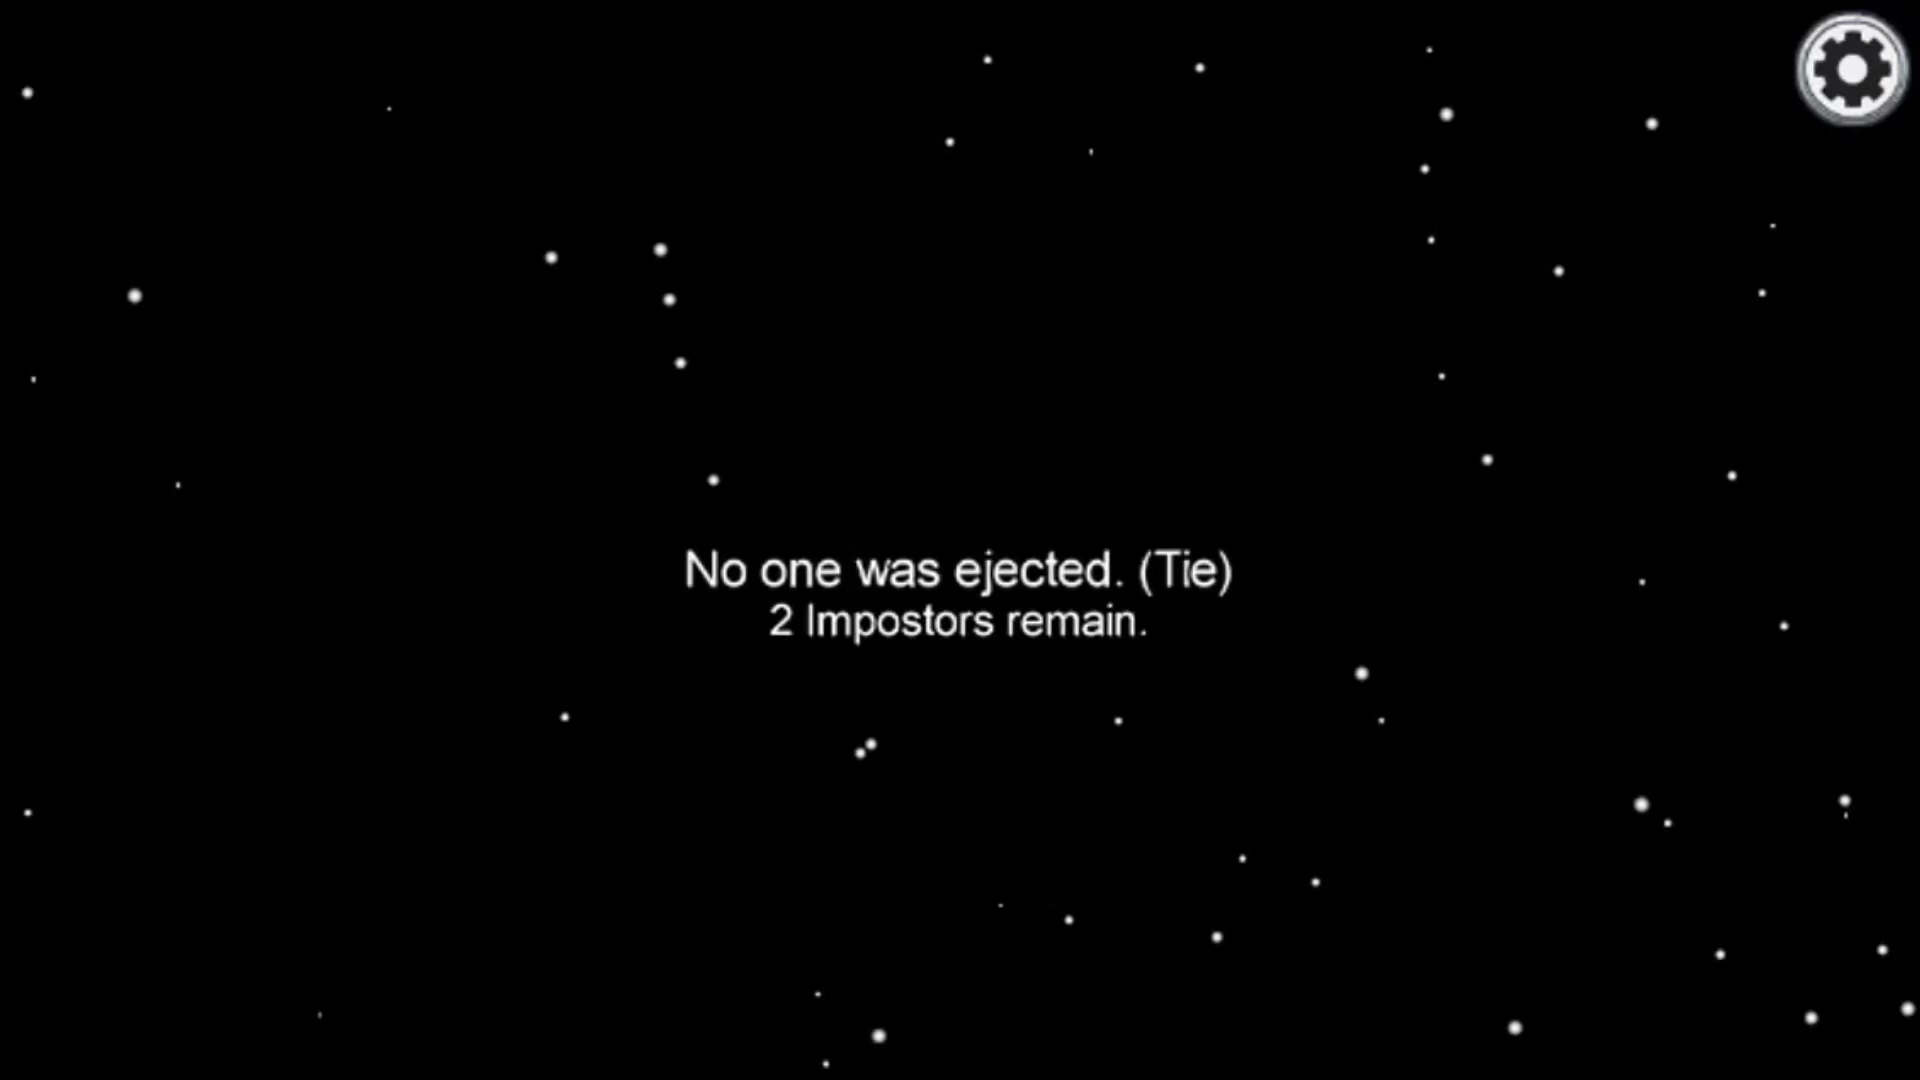 No one was ejected. (Tie)
2 Impostors remain.